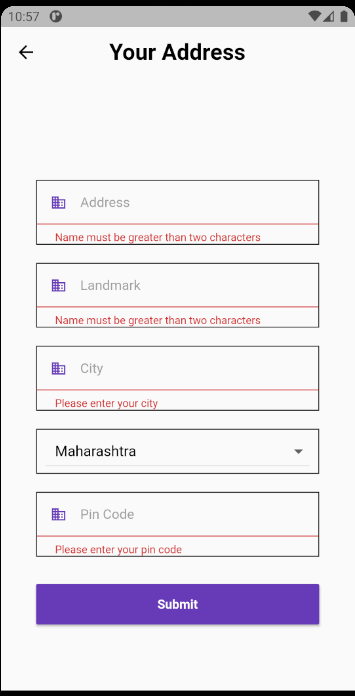 10:57
Your Address
Address
Name must be greater than two characters
Landmark
Name must be greater than two characters
City
Please enter your city
Maharashtra
Pin Code
Please enter your pin code
Submit